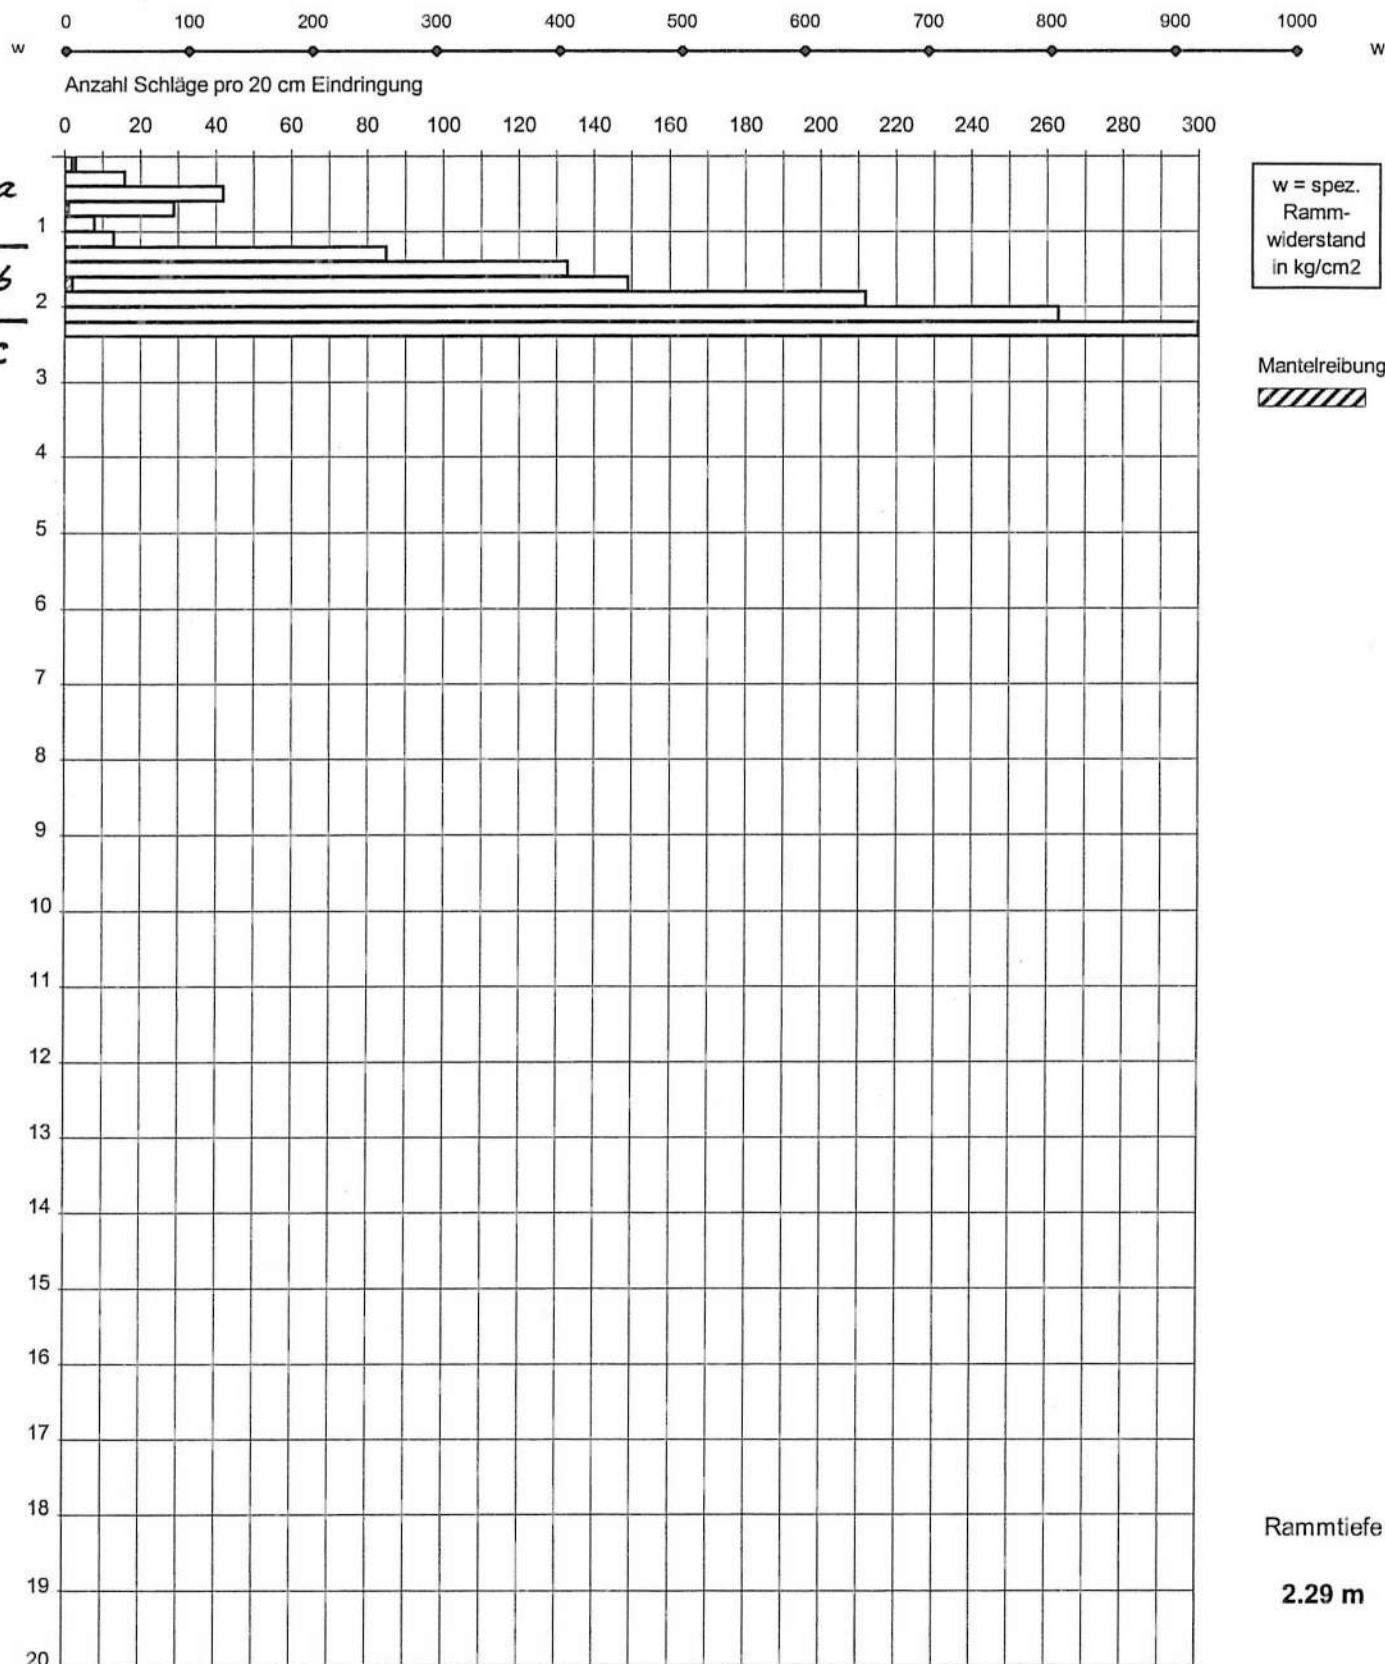 0 100 200 300 400 500 600 700 800 900 1000
w w
Anzahl Schläge pro 20 cm Eindringung
0 20 40 60 80 100 120 140 160 180 200 220 240 260 280 300
a
1
b
2
c
3
4
5
6
7
8
9
10
11
12
13
14
15
16
17
18
19
20
w = spez.
Ramm-
widerstand
in kg/cm2
Mantelreibung
Rammtiefe
2.29 m